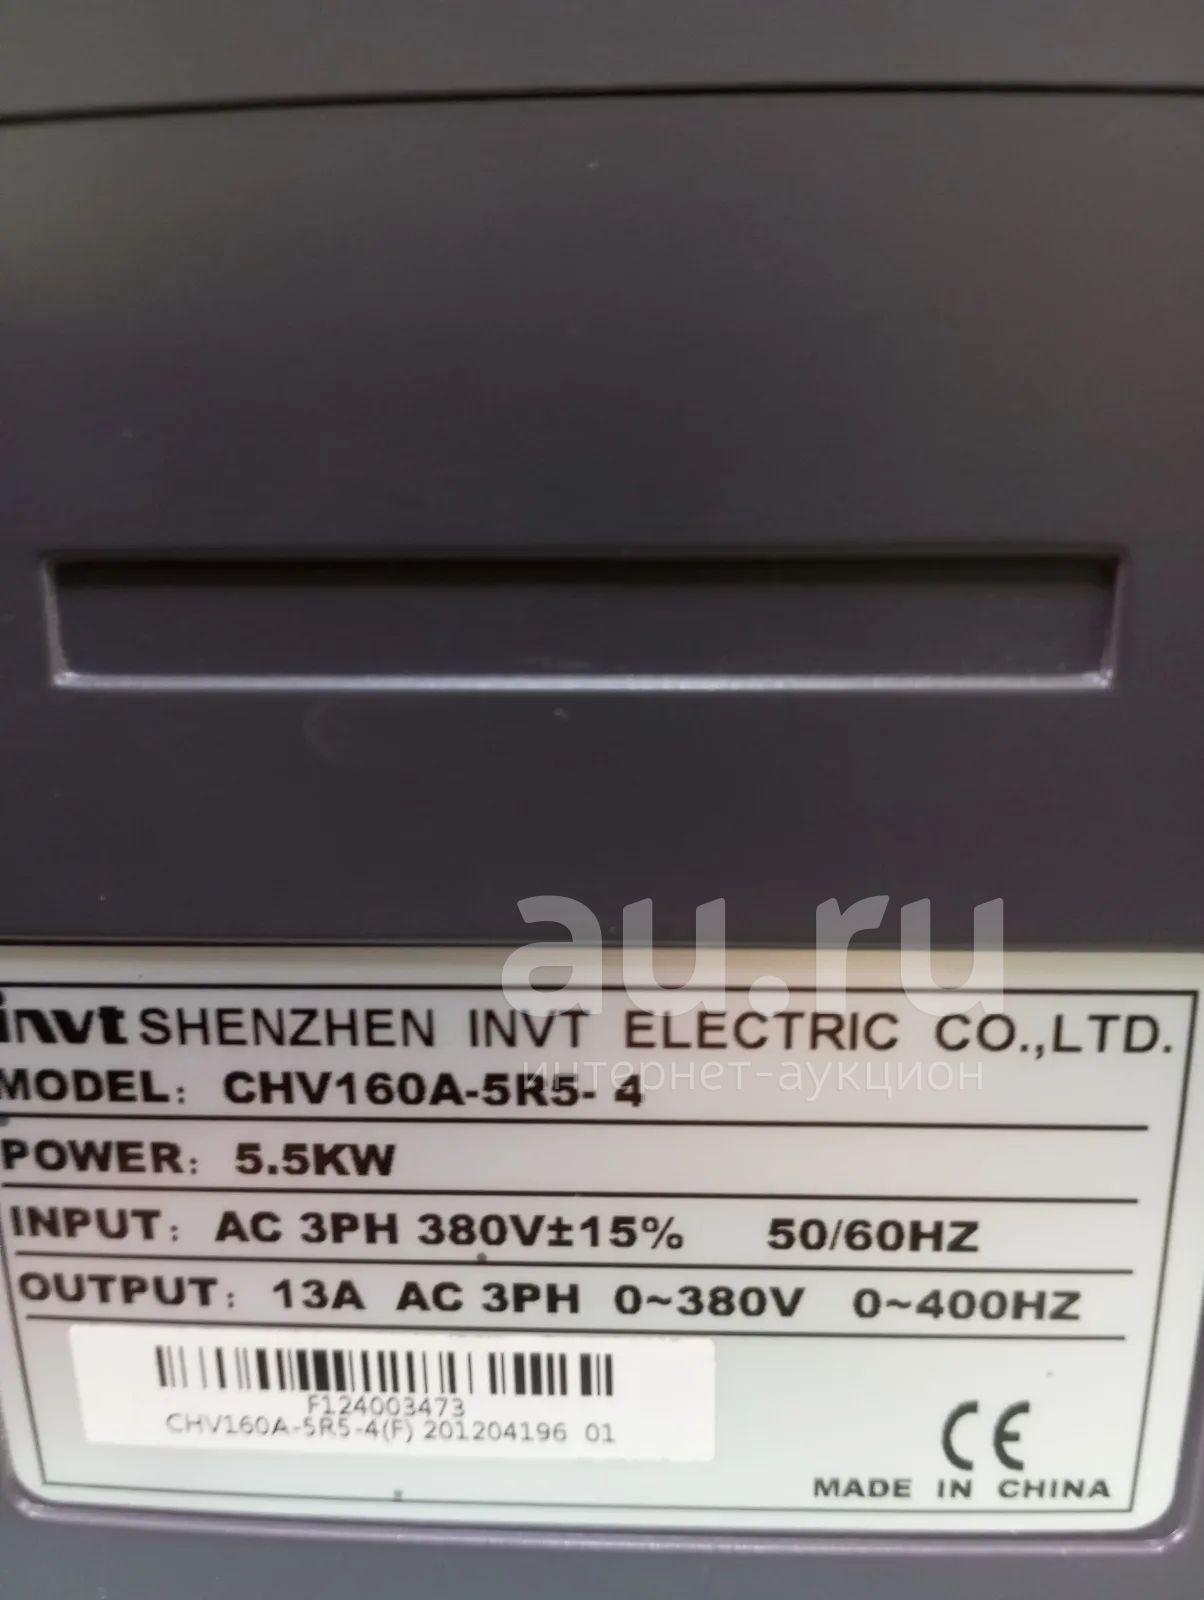 au.ru
интернет-аукцион
invt SHENZHEN INVT ELECTRIC CO.,LTD.
MODEL: CHV160A-5R5- 4
POWER: 5.5KW
INPUT: AC 3PH 380V±15% 50/60HZ
OUTPUT: 13A AC 3PH 0~380V 0~400HZ
F124003473
CHV160A-5R5-4(F) 201204196 01
CE
MADE IN CHINA